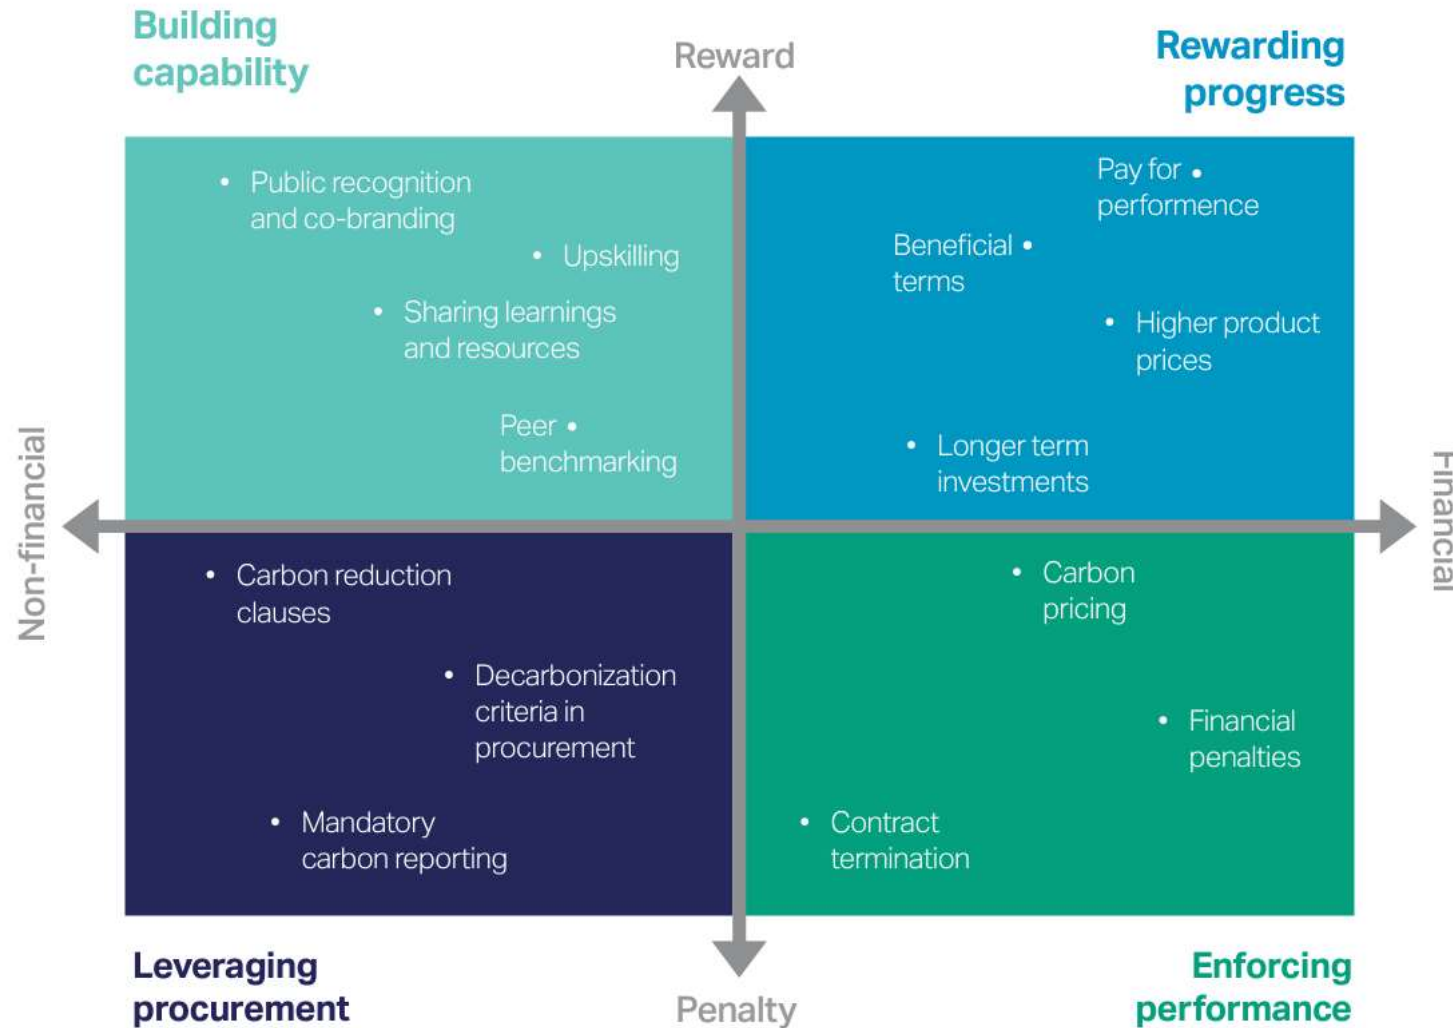 Building
capability
Reward
Rewarding
progress
• Public recognition
and co-branding
• Upskilling
• Sharing learnings
and resources
Peer •
benchmarking
Pay for •
performence
Beneficial •
terms
• Higher product
prices
• Longer term
investments
Non-financial
Financial
• Carbon reduction
clauses
• Decarbonization
criteria in
procurement
• Mandatory
carbon reporting
• Carbon
pricing
• Financial
penalties
• Contract
termination
Leveraging
procurement
Penalty
Enforcing
performance